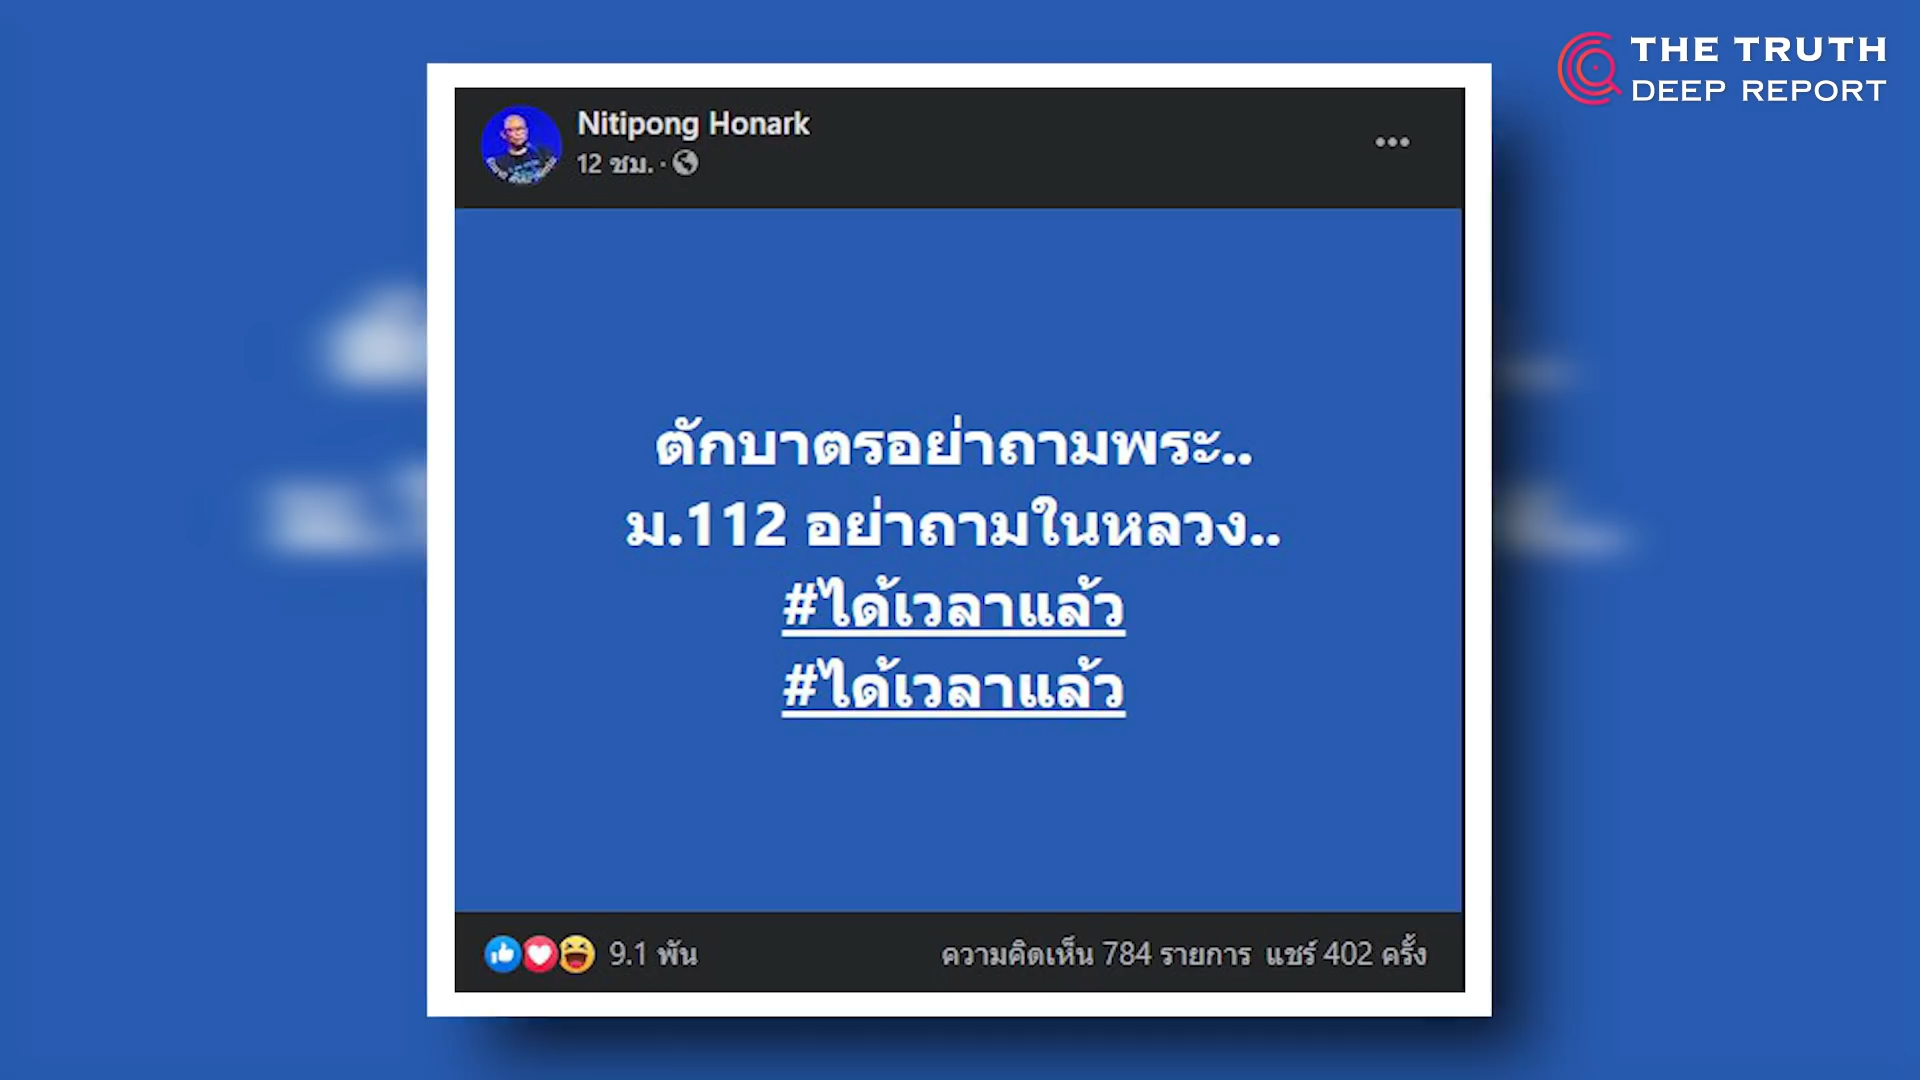 THE TRUTH
DEEP REPORT
Nitipong Honark
12 ชม. ·
ตักบาตรอย่าถามพระ..
ม.112 อย่าถามในหลวง..
#ได้เวลาแล้ว
#ได้เวลาแล้ว
9.1 พัน
ความคิดเห็น 784 รายการ แชร์ 402 ครั้ง